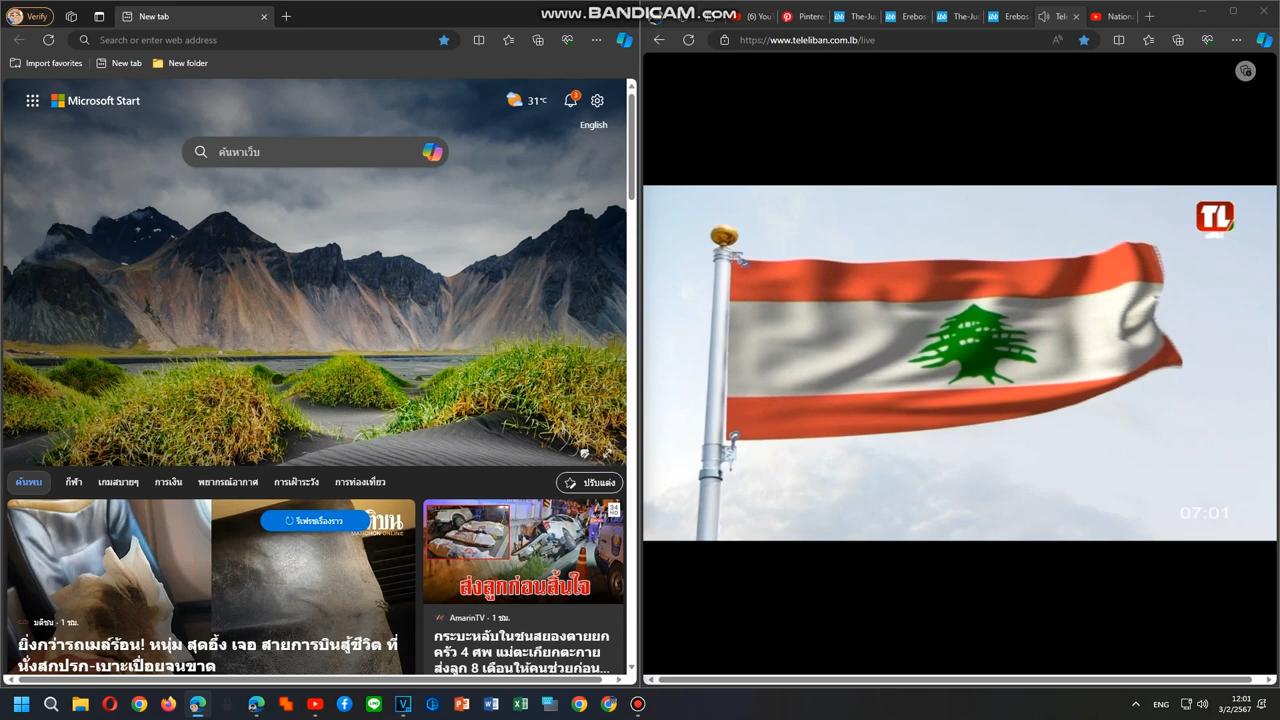 www.BANDICAM.com
Verify
New tab
Search or enter web address
Import favorites
New tab
New folder
Microsoft Start
31°C
3
English
ค้นหาเว็บ
ค้นพบ
กีฬา
เกมสบายๆ
การเงิน
พยากรณ์อากาศ
การเฝ้าระวัง
การท่องเที่ยว
ปรับแต่ง
รีเฟรชเรื่องราว
MATICHON ONLINE
มติชน · 1 ชม.
ยิ่งกว่ารถเมล์ร้อน! หนุ่ม สุดอึ้ง เจอ สายการบินสู้ชีวิต ที่
นั่งสกปรก-เบาะเปื่อยจนขาด
34
HD
ส่งลูกก่อนสิ้นใจ
AmarinTV · 1 ชม.
กระบะหลับในชนสยองตายยก
ครัว 4 ศพ แม่ตะเกียกตะกาย
ส่งลูก 8 เดือนให้คนช่วยก่อน...
(6) You
Pintere
The-Ju
Erebos
The-Ju
Erebos
Tele
Nation
https://www.teleliban.com.lb/live
TL
07:01
ENG
12:01
3/2/2567